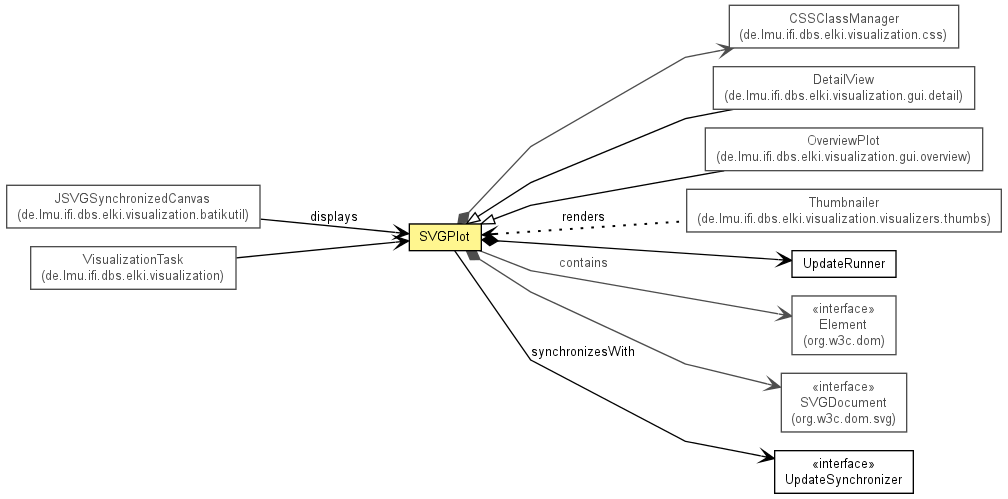 CSSClassManager
(de.lmu.ifi.dbs.elki.visualization.css)
DetailView
(de.lmu.ifi.dbs.elki.visualization.gui.detail)
OverviewPlot
(de.lmu.ifi.dbs.elki.visualization.gui.overview)
JSVGSynchronizedCanvas
(de.lmu.ifi.dbs.elki.visualization.batikutil)
displays
renders
Thumbnailer
(de.lmu.ifi.dbs.elki.visualization.visualizers.thumbs)
SVGPlot
VisualizationTask
(de.lmu.ifi.dbs.elki.visualization)
contains
UpdateRunner
«interface»
Element
(org.w3c.dom)
synchronizesWith
«interface»
SVGDocument
(org.w3c.dom.svg)
«interface»
UpdateSynchronizer